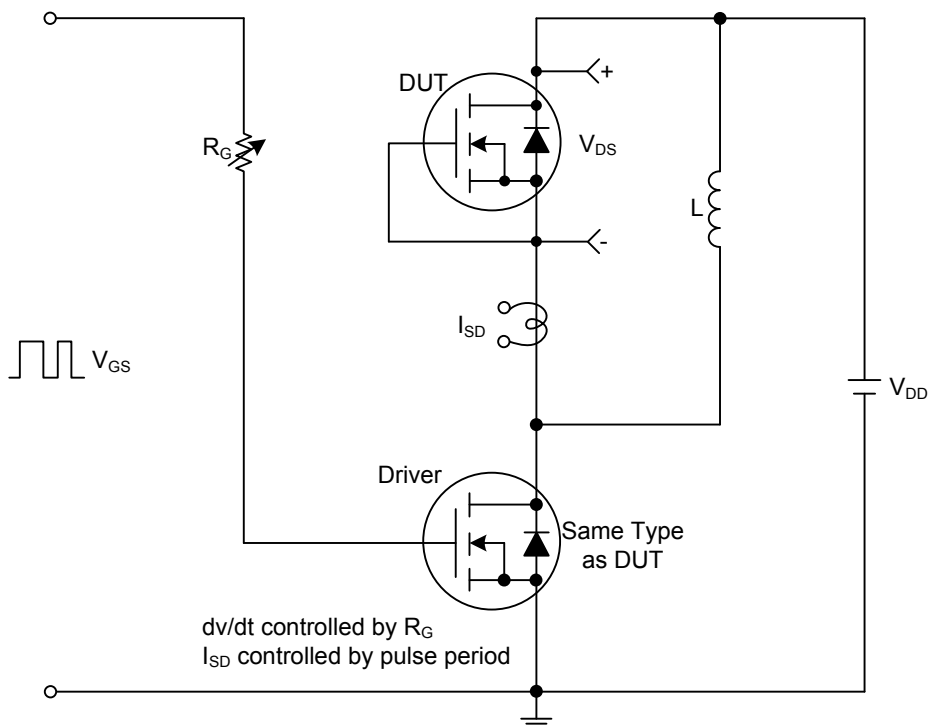 DUT
+
R_G
V_DS
L
-
I_SD
V_GS
V_DD
Driver
Same Type
as DUT
dv/dt controlled by R_G
I_SD controlled by pulse period